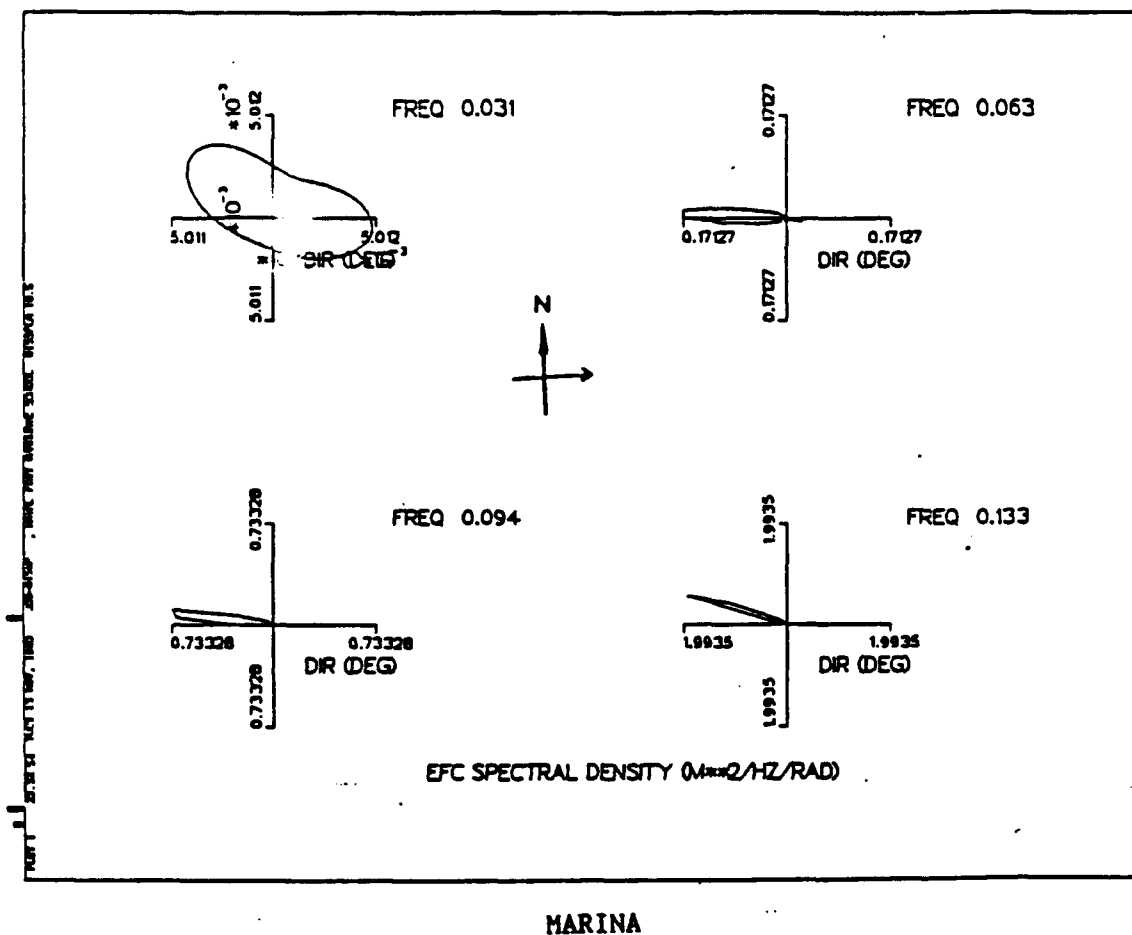 FREQ 0.031
*10⁻³
5.012
*10⁻³
5.011
5.012
DIR (DEG)
5.011
FREQ 0.063
0.17127
0.17127
0.17127
DIR (DEG)
0.17127
N
FREQ 0.094
0.73328
0.73328
0.73328
DIR (DEG)
0.73328
FREQ 0.133
1.9935
1.9935
1.9935
DIR (DEG)
1.9935
EFC SPECTRAL DENSITY (M**2/HZ/RAD)
MARINA